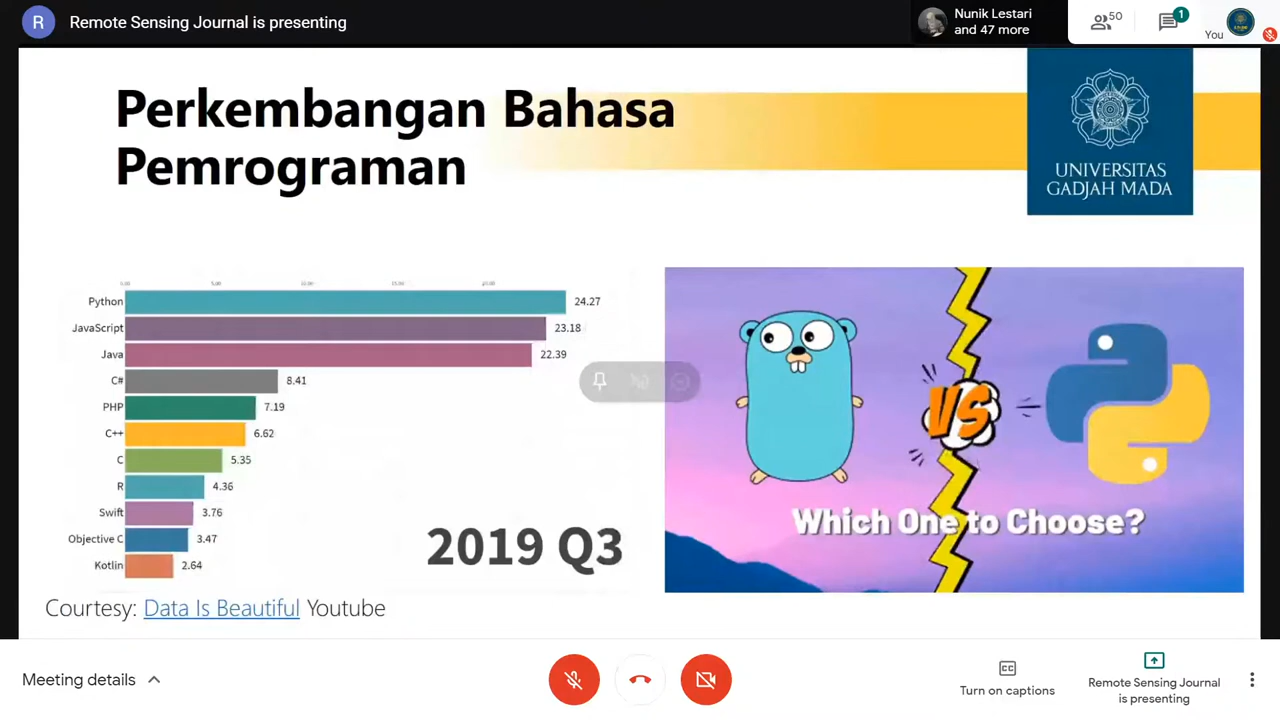 R Remote Sensing Journal is presenting
Nunik Lestari
and 47 more
50
1
You
Perkembangan Bahasa
Pemrograman
UNIVERSITAS
GADJAH MADA
Python 24.27
JavaScript 23.18
Java 22.39
C# 8.41
PHP 7.19
C++ 6.62
C 5.35
R 4.36
Swift 3.76
Objective C 3.47
Kotlin 2.64
2019 Q3
VS
Which One to Choose?
Courtesy: Data Is Beautiful Youtube
Meeting details
CC
Turn on captions
Remote Sensing Journal
is presenting